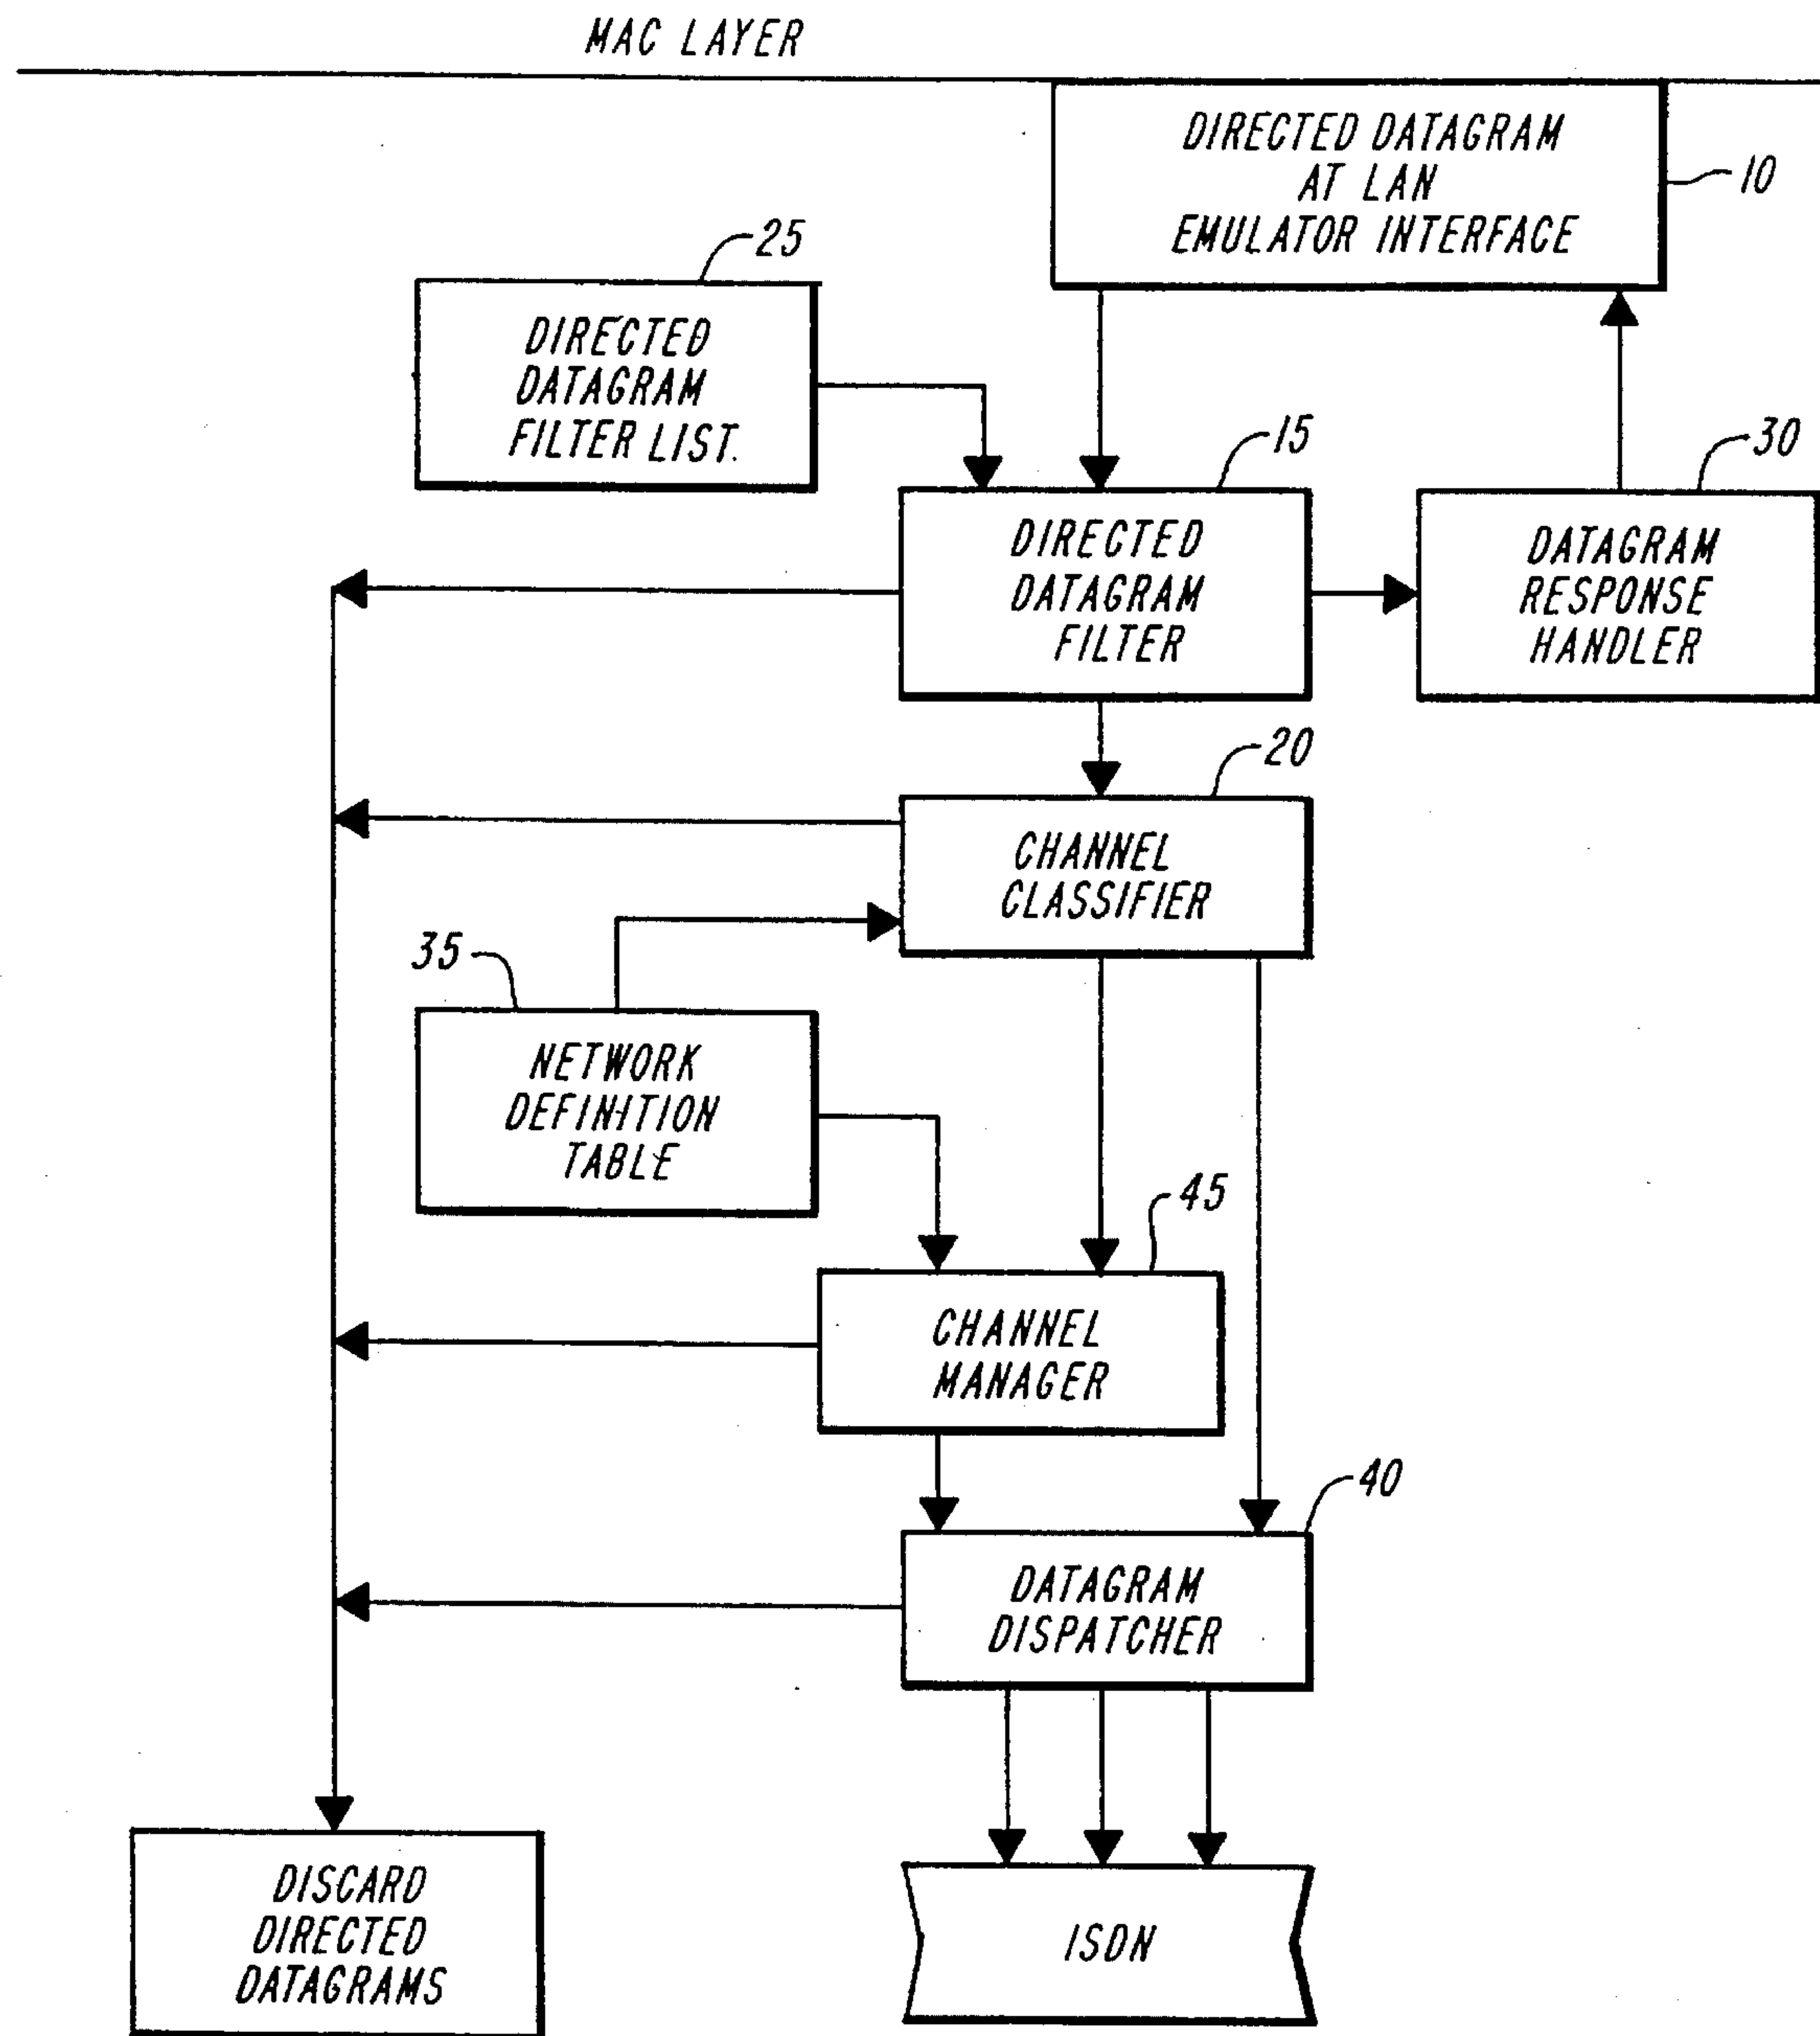 MAC LAYER
DIRECTED DATAGRAM
AT LAN
EMULATOR INTERFACE
10
25
DIRECTED
DATAGRAM
FILTER LIST.
15
30
DIRECTED
DATAGRAM
FILTER
DATAGRAM
RESPONSE
HANDLER
20
CHANNEL
CLASSIFIER
35
NETWORK
DEFINITION
TABLE
45
CHANNEL
MANAGER
40
DATAGRAM
DISPATCHER
DISCARD
DIRECTED
DATAGRAMS
ISDN